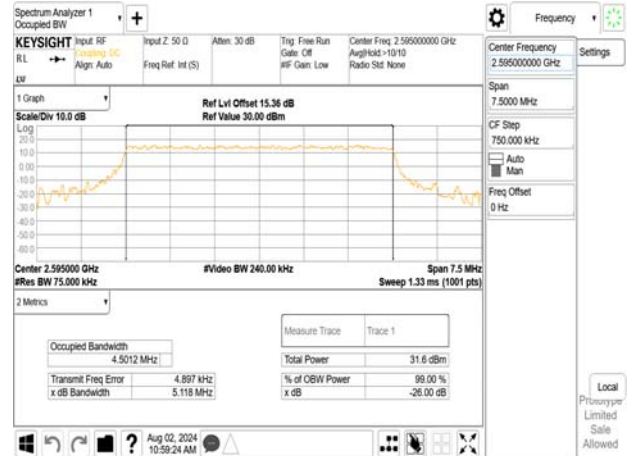 Spectrum Analyzer 1
Occupied BW
+
Frequency
KEYSIGHT Input: RF Input Z: 50 Ω Atten: 30 dB Trig: Free Run Center Freq: 2.595000000 GHz
RL Coupling: DC Gate: Off Avg|Hold:>10/10
Align: Auto Freq Ref: Int (S) #IF Gain: Low Radio Std: None
LXI
Center Frequency
2.595000000 GHz
Settings
Span
7.5000 MHz
CF Step
750.000 kHz
Auto
Man
Freq Offset
0 Hz
1 Graph
Ref Lvl Offset 15.36 dB
Scale/Div 10.0 dB Ref Value 30.00 dBm
Log
20.0
10.0
0.00
-10.0
-20.0
-30.0
-40.0
-50.0
-60.0
Center 2.595000 GHz #Video BW 240.00 kHz Span 7.5 MHz
#Res BW 75.000 kHz Sweep 1.33 ms (1001 pts)
2 Metrics
Measure Trace Trace 1
Occupied Bandwidth
4.5012 MHz
Total Power 31.6 dBm
Transmit Freq Error 4.897 kHz % of OBW Power 99.00 %
x dB Bandwidth 5.118 MHz x dB -26.00 dB
Local
Prototype
Limited
Sale
Allowed
?
Aug 02, 2024
10:59:24 AM